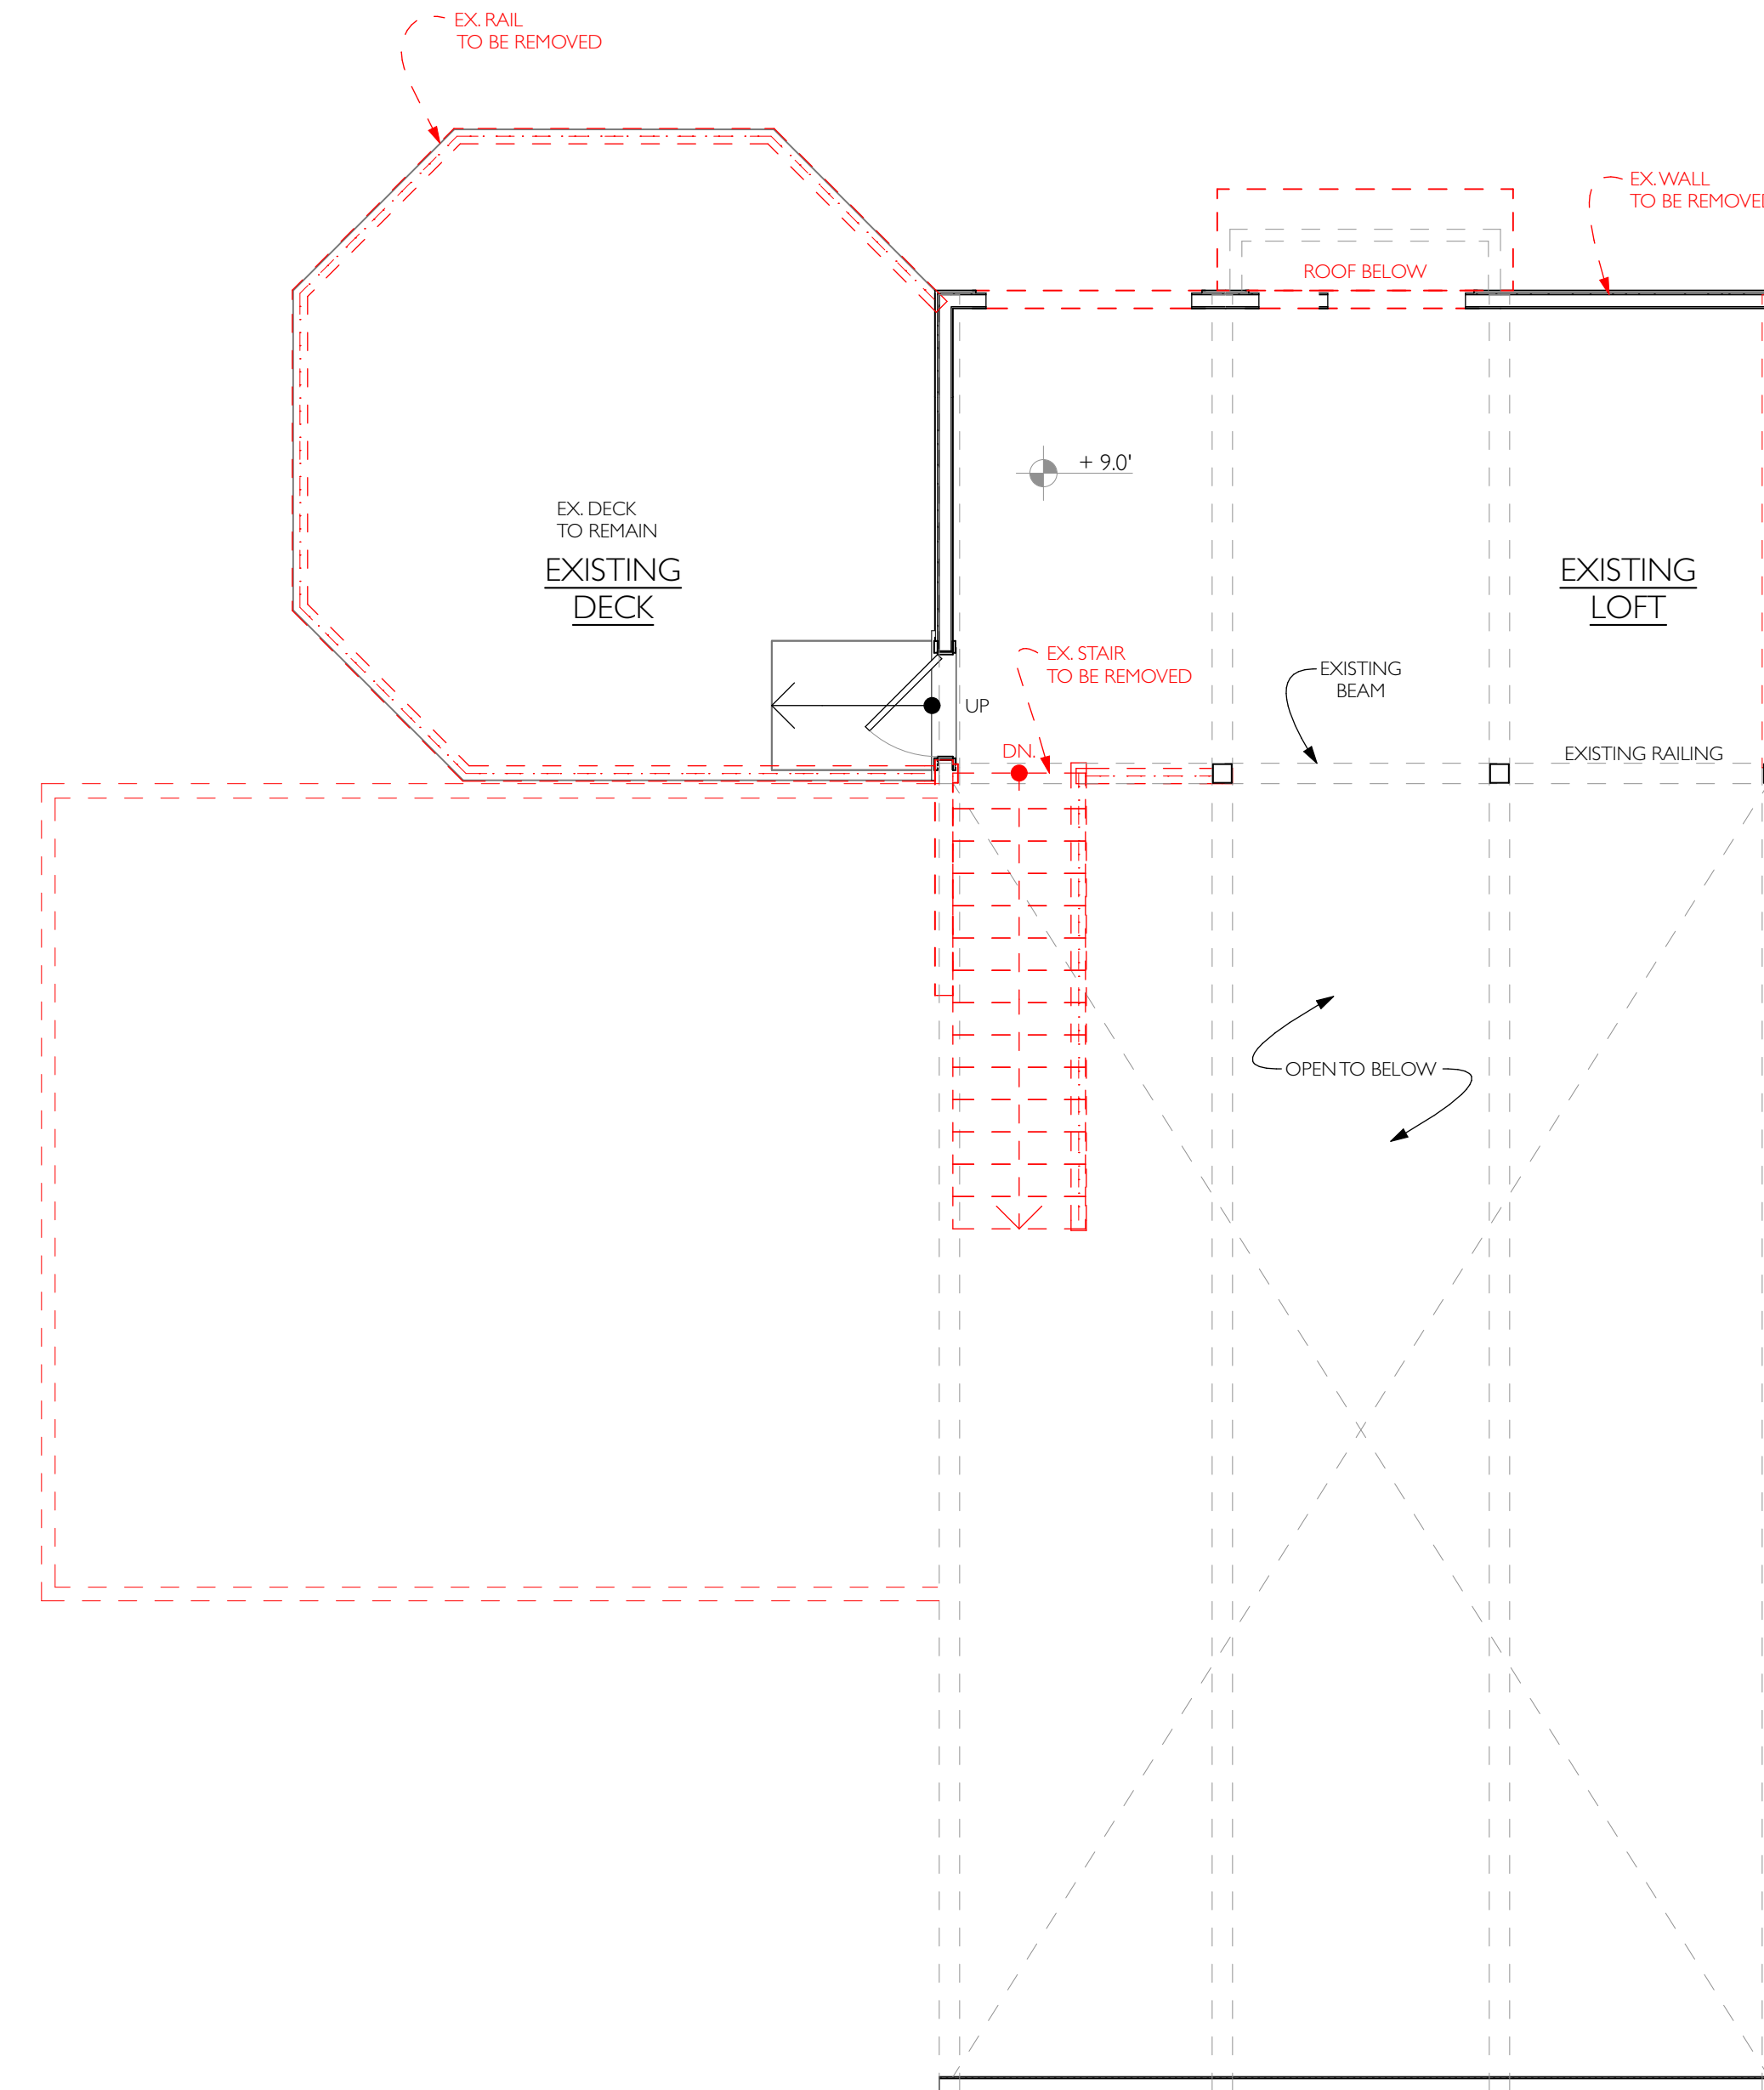 EX. RAIL
TO BE REMOVED
EX. WALL
TO BE REMOVED
ROOF BELOW
+ 9.0'
EX. DECK
TO REMAIN
EXISTING
DECK
EXISTING
LOFT
EX. STAIR
TO BE REMOVED
EXISTING
BEAM
UP
DN.
EXISTING RAILING
OPEN TO BELOW